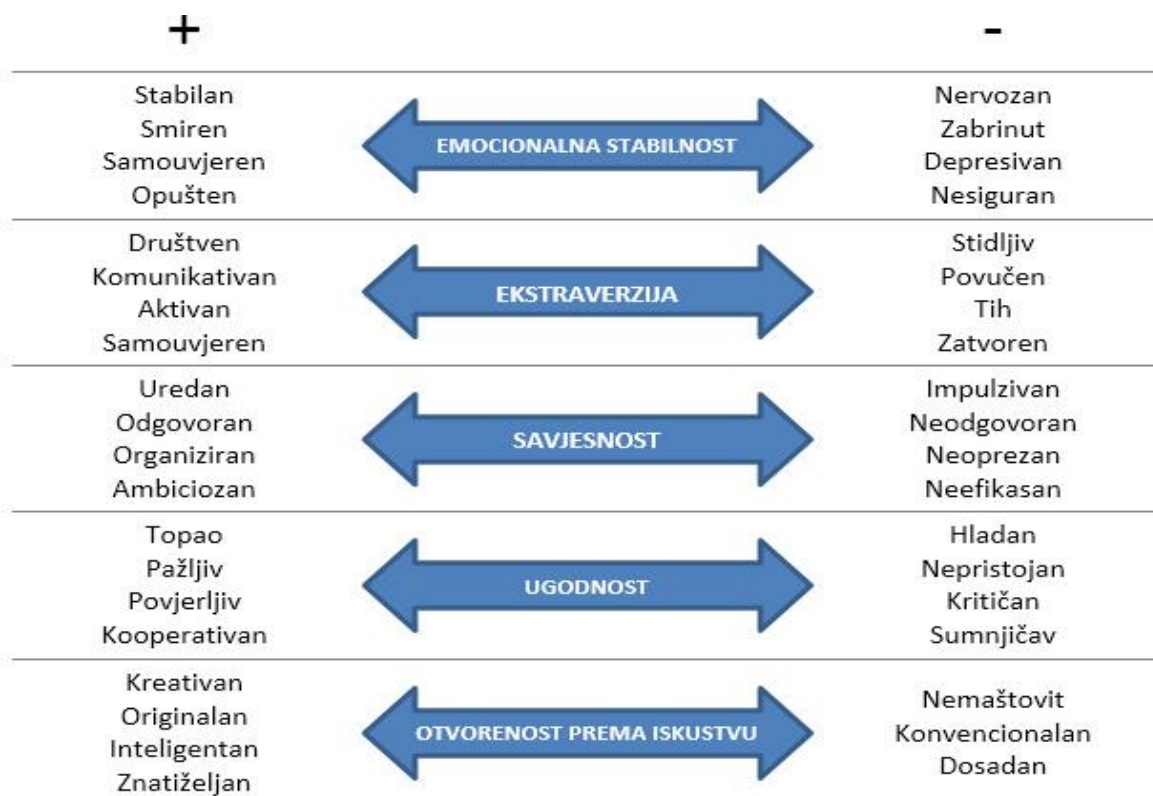 +
-
Stabilan
Smiren
Samouvjeren
Opušten
EMOCIONALNA STABILNOST
Nervozan
Zabrinut
Depresivan
Nesiguran
Društven
Komunikativan
Aktivan
Samouvjeren
EKSTRAVERZIJA
Stidljiv
Povučen
Tih
Zatvoren
Uredan
Odgovoran
Organiziran
Ambiciozan
SAVJESNOST
Impulzivan
Neodgovoran
Neoprezan
Neefikasan
Topao
Pažljiv
Povjerljiv
Kooperativan
UGODNOST
Hladan
Nepristojan
Kritičan
Sumnjičav
Kreativan
Originalan
Inteligentan
Znatiželjan
OTVORENOST PREMA ISKUSTVU
Nemaštovit
Konvencionalan
Dosadan